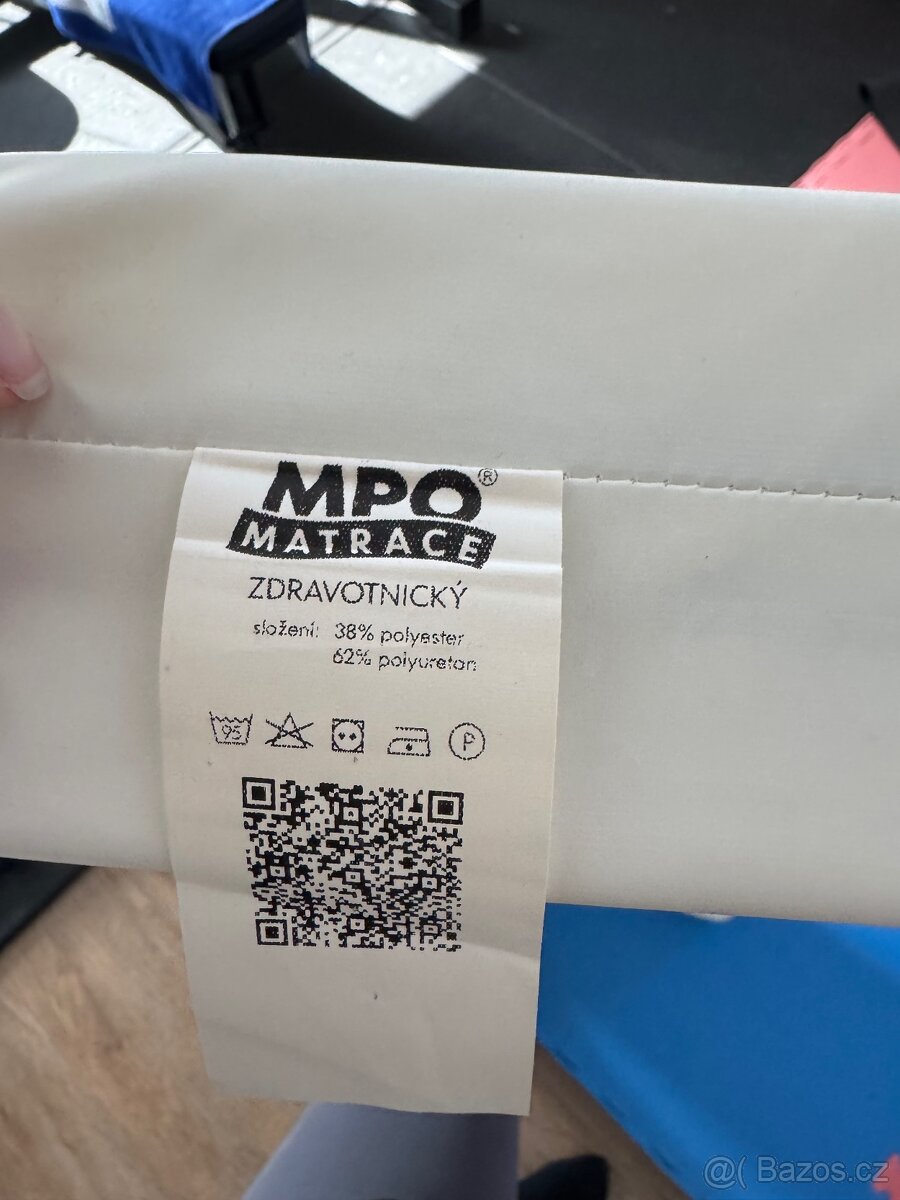 MPO®
MATRACE
ZDRAVOTNICKÝ
složení: 38% polyester
62% polyuretan
95
P
@( Bazos.cz